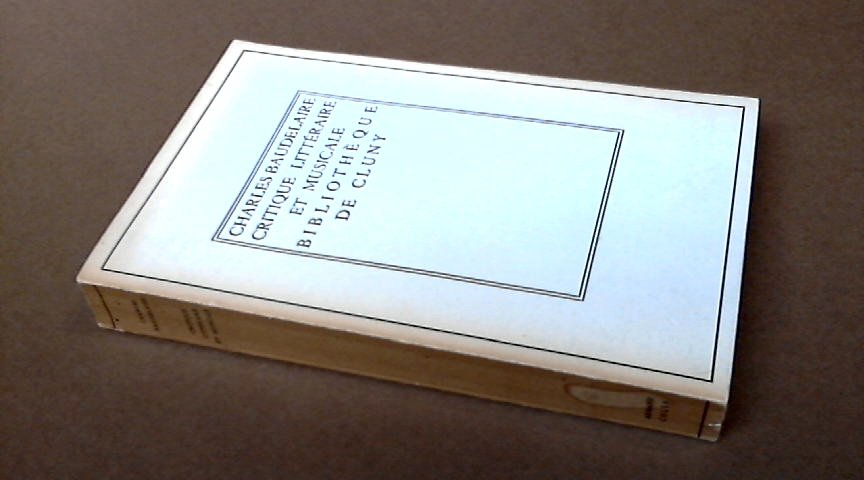 CHARLES BAUDELAIRE
CRITIQUE LITTÉRAIRE
ET MUSICALE
BIBLIOTHÈQUE
DE CLUNY